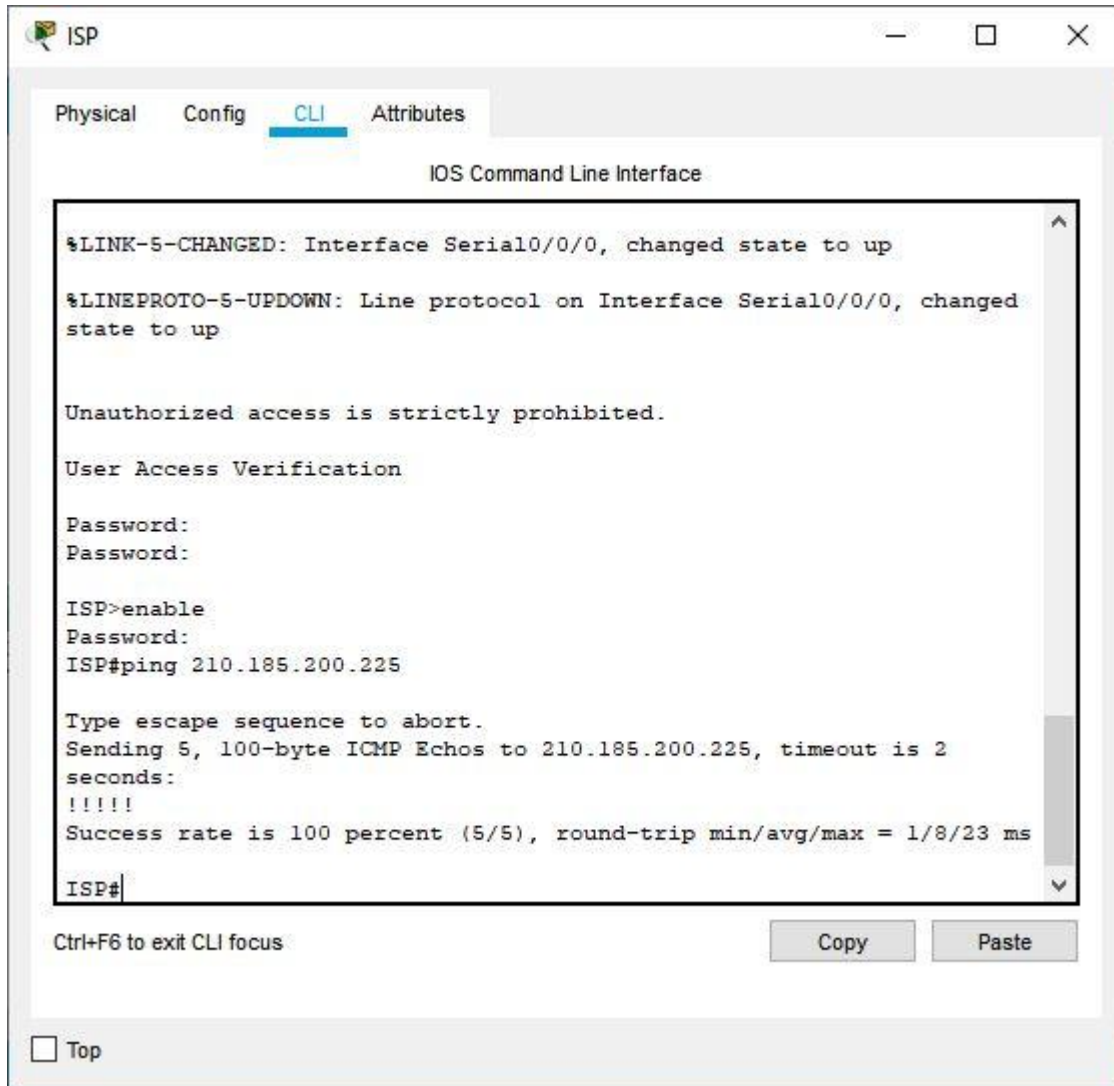 ISP
Physical Config CLI Attributes
IOS Command Line Interface
%LINK-5-CHANGED: Interface Serial0/0/0, changed state to up
%LINEPROTO-5-UPDOWN: Line protocol on Interface Serial0/0/0, changed
state to up
Unauthorized access is strictly prohibited.
User Access Verification
Password:
Password:
ISP>enable
Password:
ISP#ping 210.185.200.225
Type escape sequence to abort.
Sending 5, 100-byte ICMP Echos to 210.185.200.225, timeout is 2
seconds:
!!!!!
Success rate is 100 percent (5/5), round-trip min/avg/max = 1/8/23 ms
ISP#
Ctrl+F6 to exit CLI focus
Copy Paste
Top